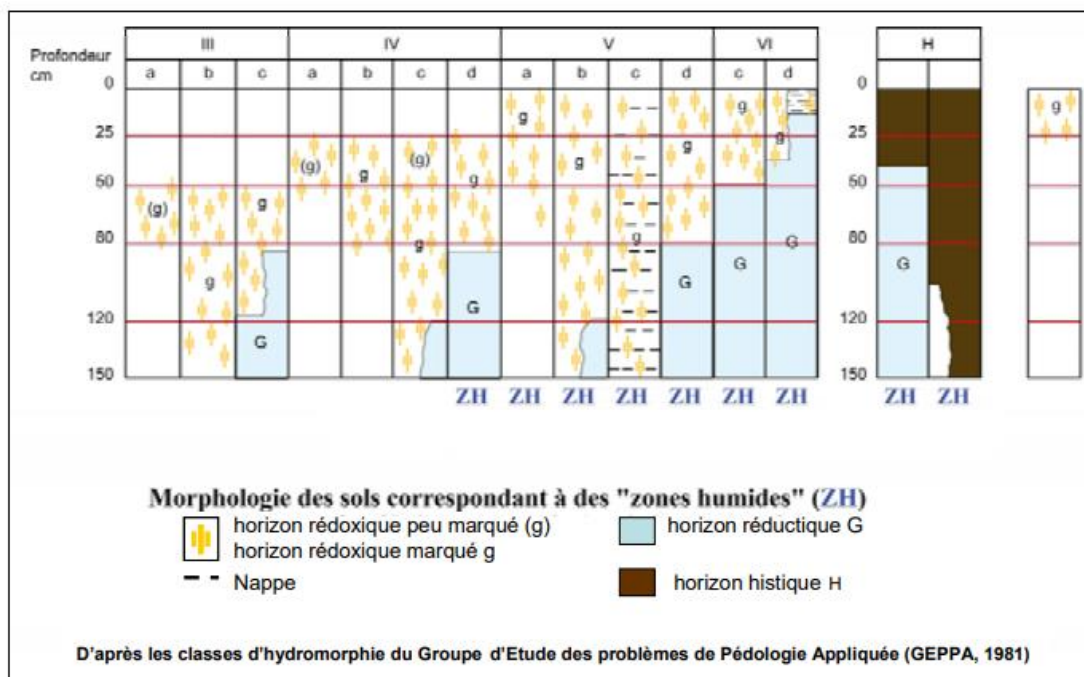 Profondeur
cm
III IV V VI H
a b c a b c d a b c d c d
0 0
25 25
50 50
80 80
120 120
150 150
(g) g g (g) g (g) g g g g g g g g g
g g
G G G G G G
ZH ZH ZH ZH ZH ZH ZH ZH ZH
Morphologie des sols correspondant à des "zones humides" (ZH)
horizon rédoxique peu marqué (g) horizon réductique G
horizon rédoxique marqué g
Nappe horizon histique H
D'après les classes d'hydromorphie du Groupe d'Etude des problèmes de Pédologie Appliquée (GEPPA, 1981)